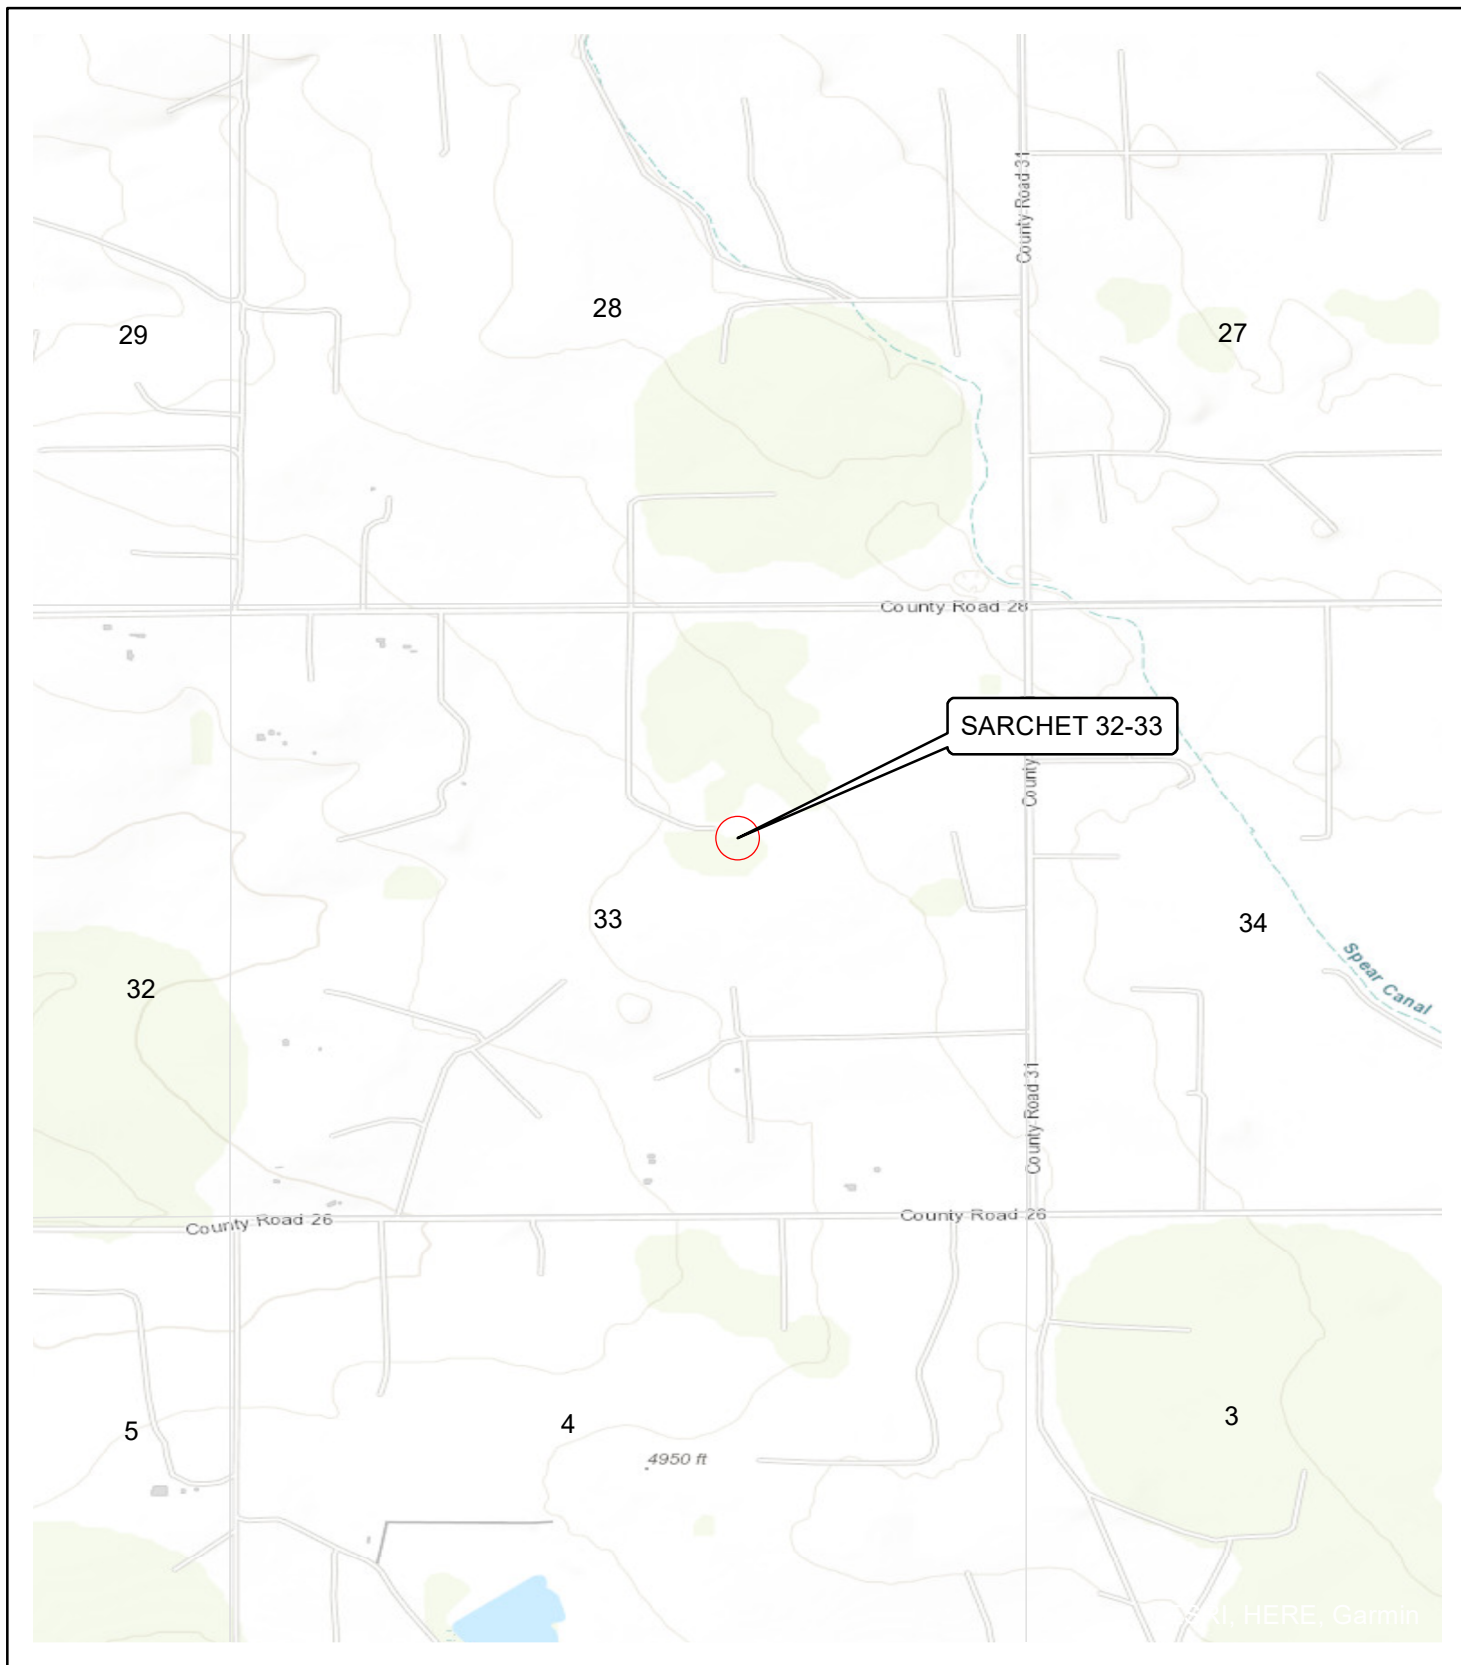 County Road 31
28
29
27
County Road 28
SARCHET 32-33
County
33
34
32
Spear Canal
County Road 31
County Road 26
County Road 26
3
4
5
4950 ft
RI, HERE, Garmin